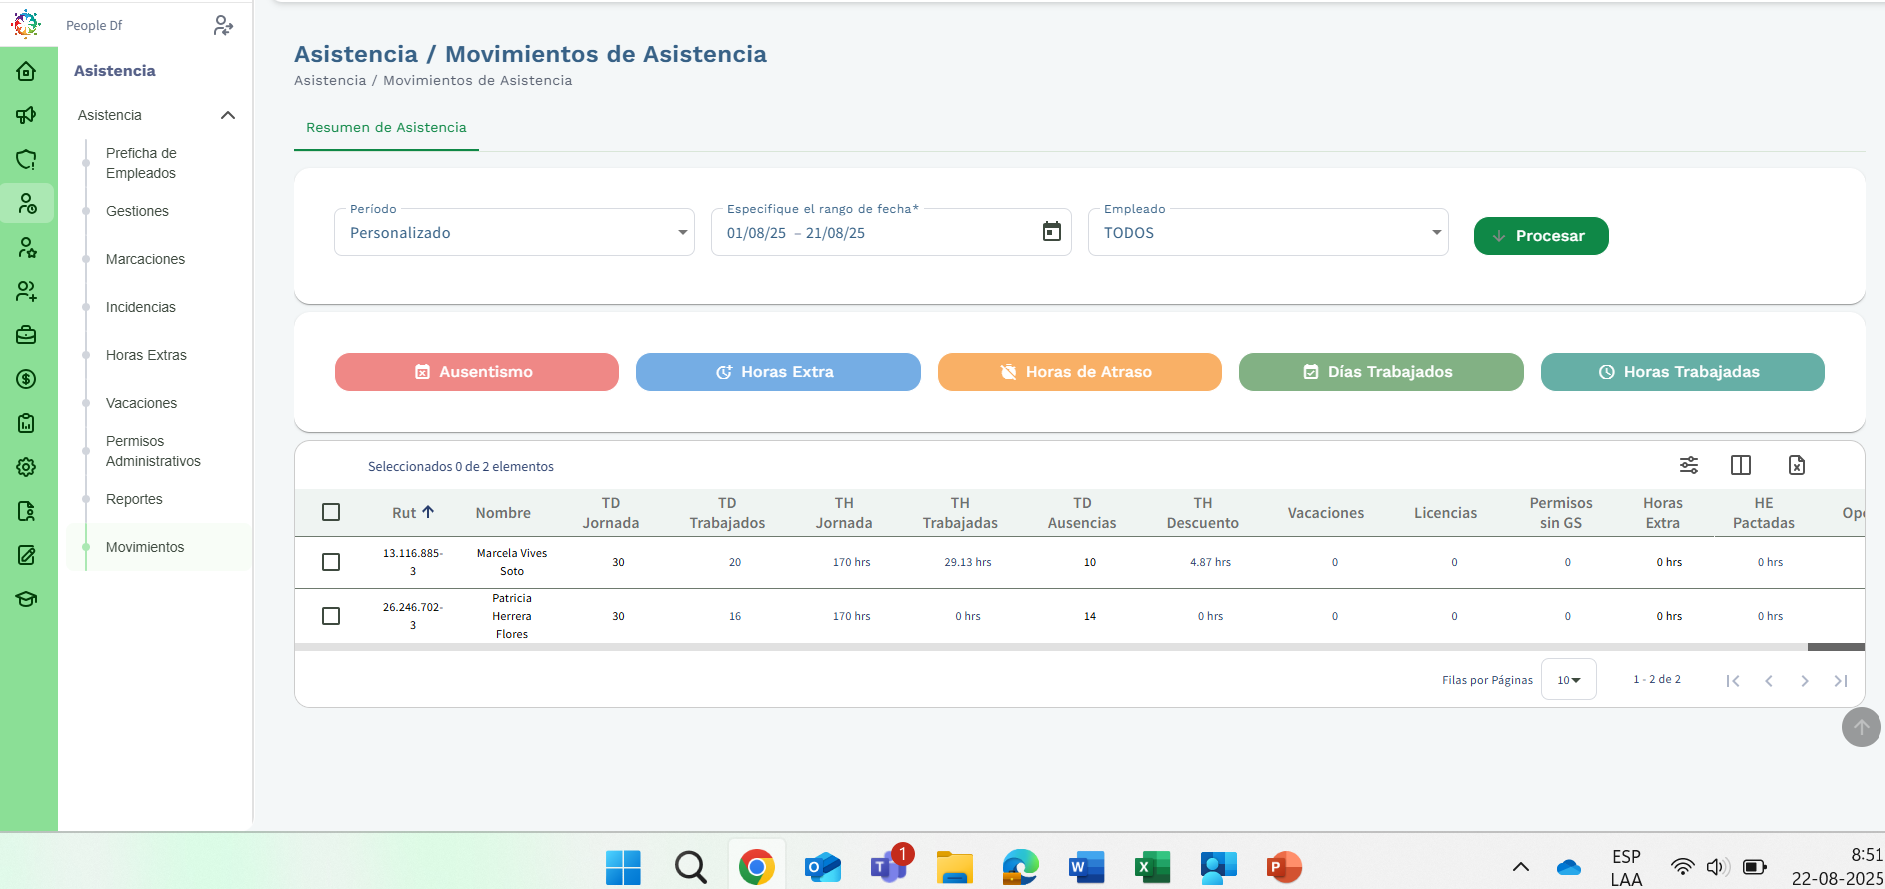 People Df
Asistencia
Asistencia
Preficha de
Empleados
Gestiones
Marcaciones
Incidencias
Horas Extras
Vacaciones
Permisos
Administrativos
Reportes
Movimientos
Asistencia / Movimientos de Asistencia
Asistencia / Movimientos de Asistencia
Resumen de Asistencia
Período
Personalizado
Especifique el rango de fecha*
01/08/25 – 21/08/25
Empleado
TODOS
Procesar
Ausentismo
Horas Extra
Horas de Atraso
Días Trabajados
Horas Trabajadas
Seleccionados 0 de 2 elementos
Rut Nombre TD Jornada TD Trabajados TH Jornada TH Trabajadas TD Ausencias TH Descuento Vacaciones Licencias Permisos sin GS Horas Extra HE Pactadas
13.116.885-3 Marcela Vives Soto 30 20 170 hrs 29.13 hrs 10 4.87 hrs 0 0 0 0 hrs 0 hrs
26.246.702-3 Patricia Herrera Flores 30 16 170 hrs 0 hrs 14 0 hrs 0 0 0 0 hrs 0 hrs
Filas por Páginas 10 1 - 2 de 2
1
ESP
LAA
8:51
22-08-2025